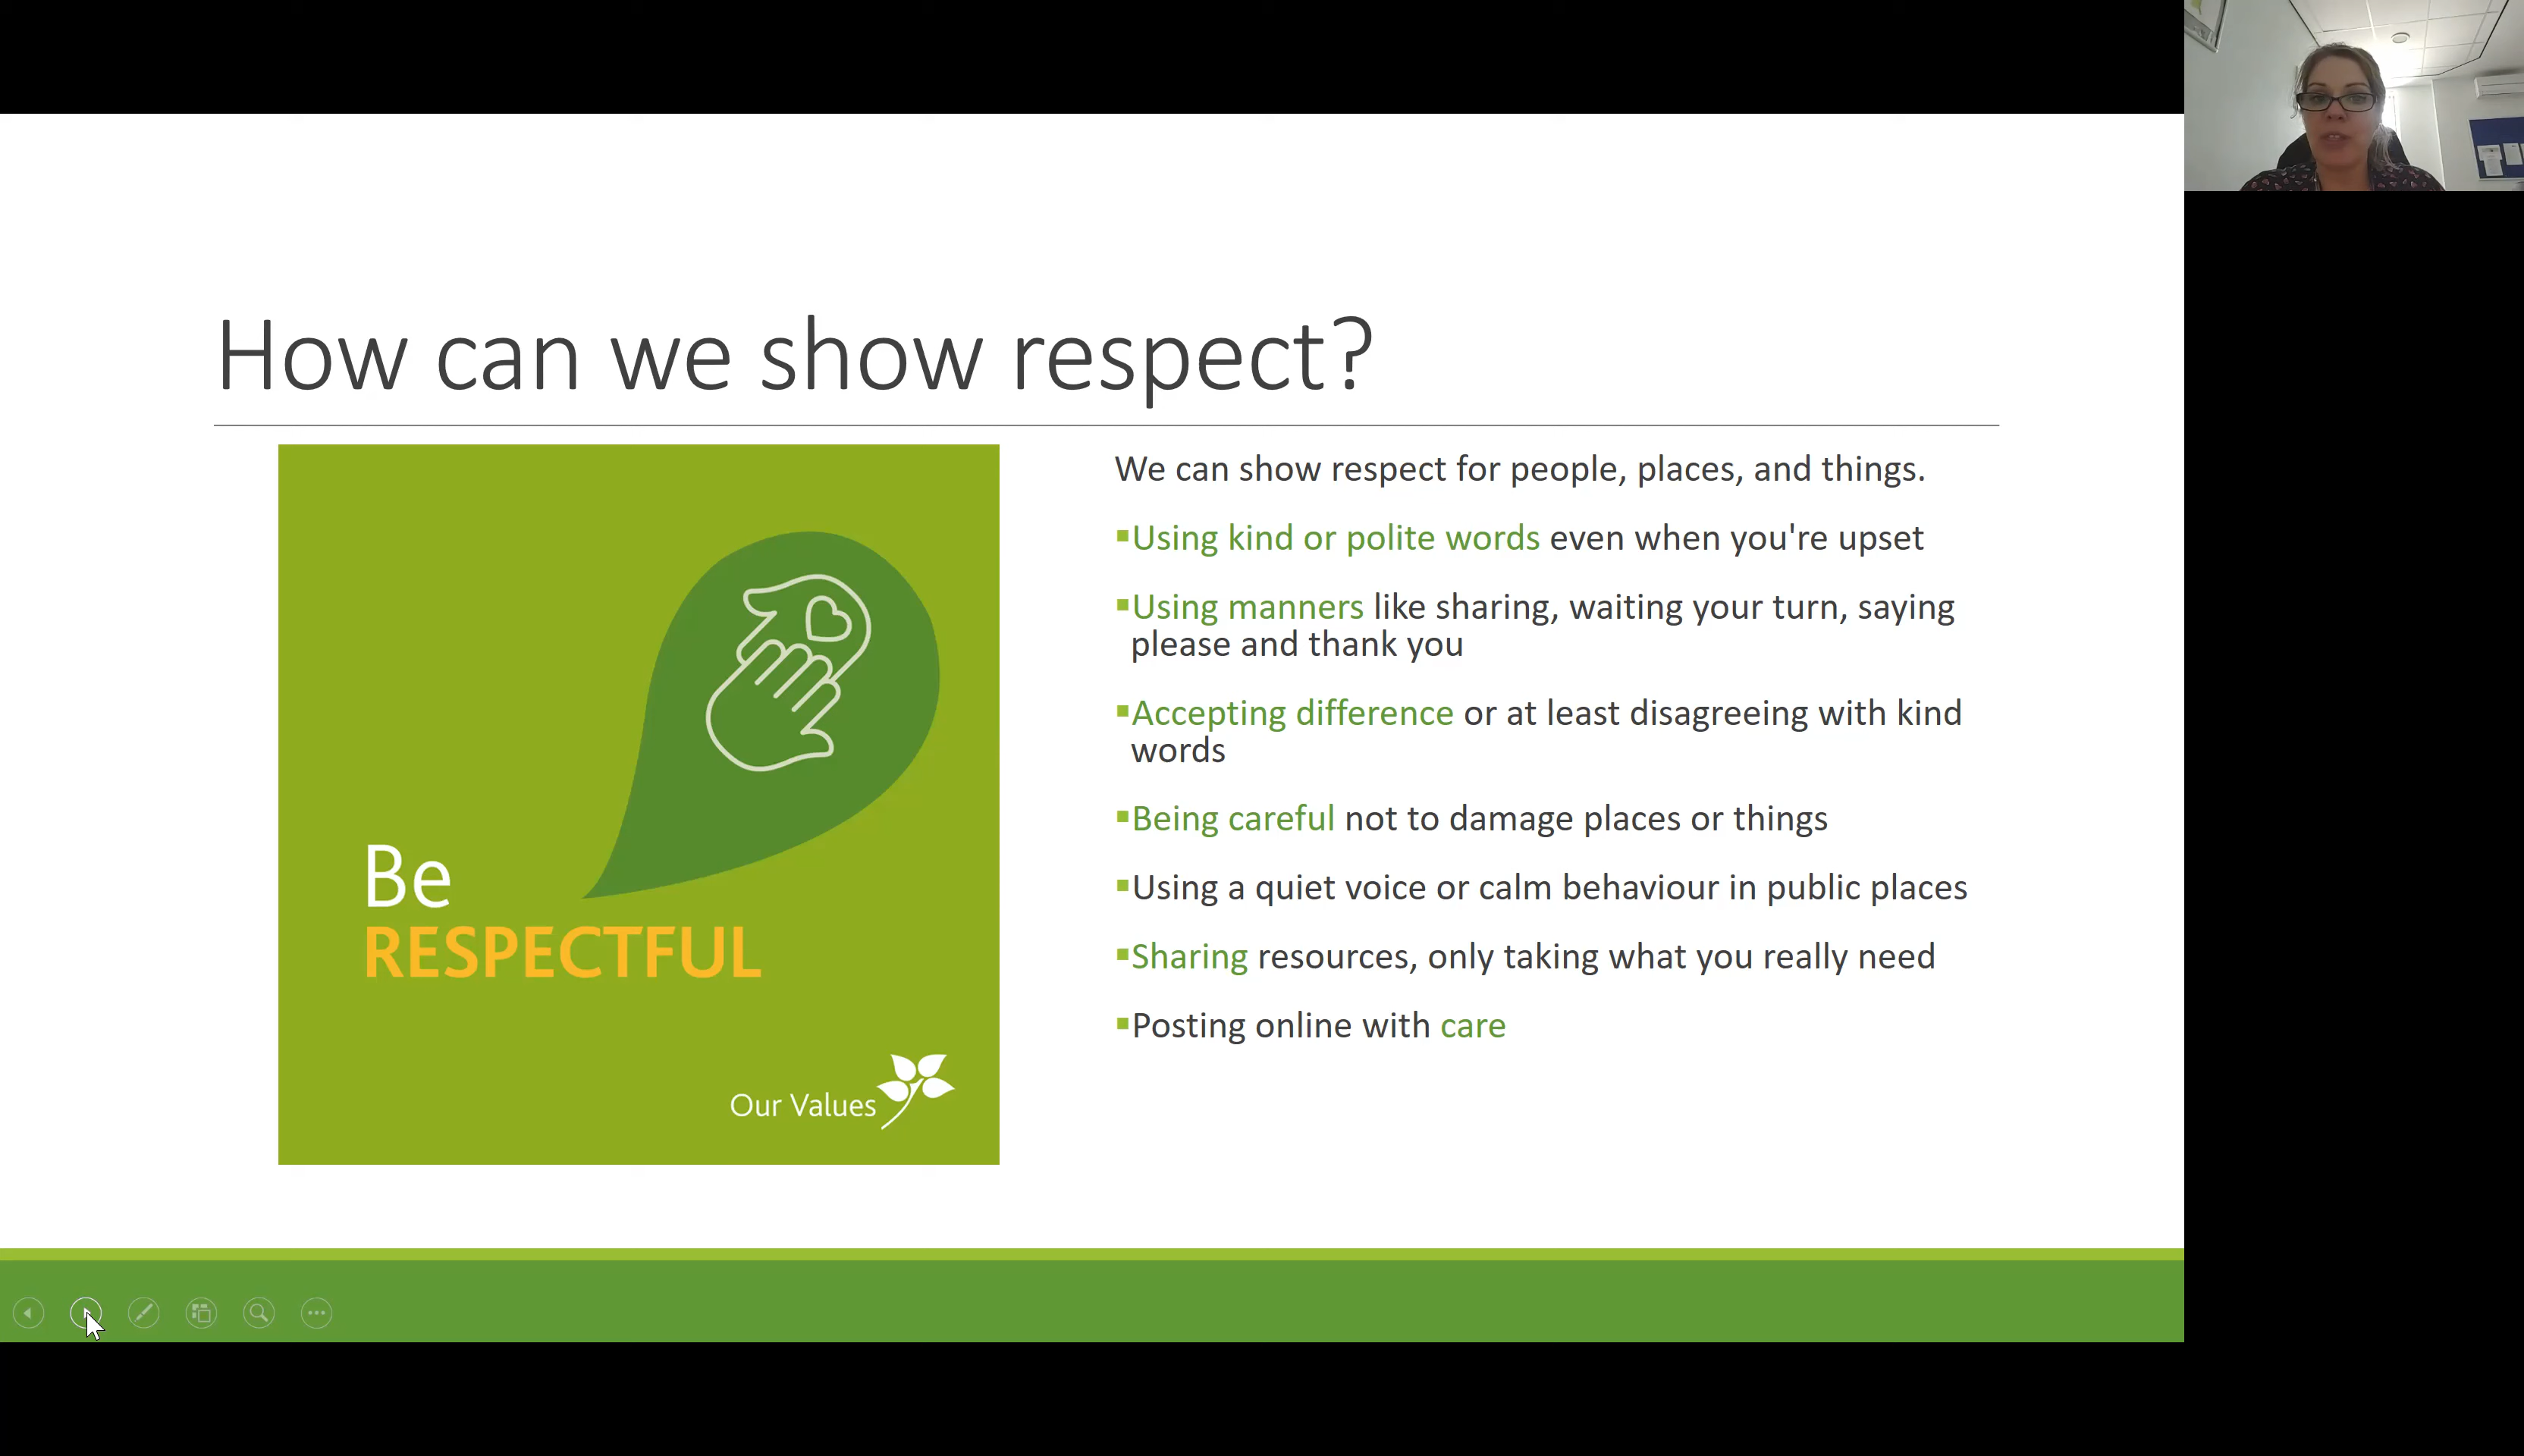 How can we show respect?
Be
RESPECTFUL
Our Values
We can show respect for people, places, and things.
Using kind or polite words even when you're upset
Using manners like sharing, waiting your turn, saying
please and thank you
Accepting difference or at least disagreeing with kind
words
Being careful not to damage places or things
Using a quiet voice or calm behaviour in public places
Sharing resources, only taking what you really need
Posting online with care